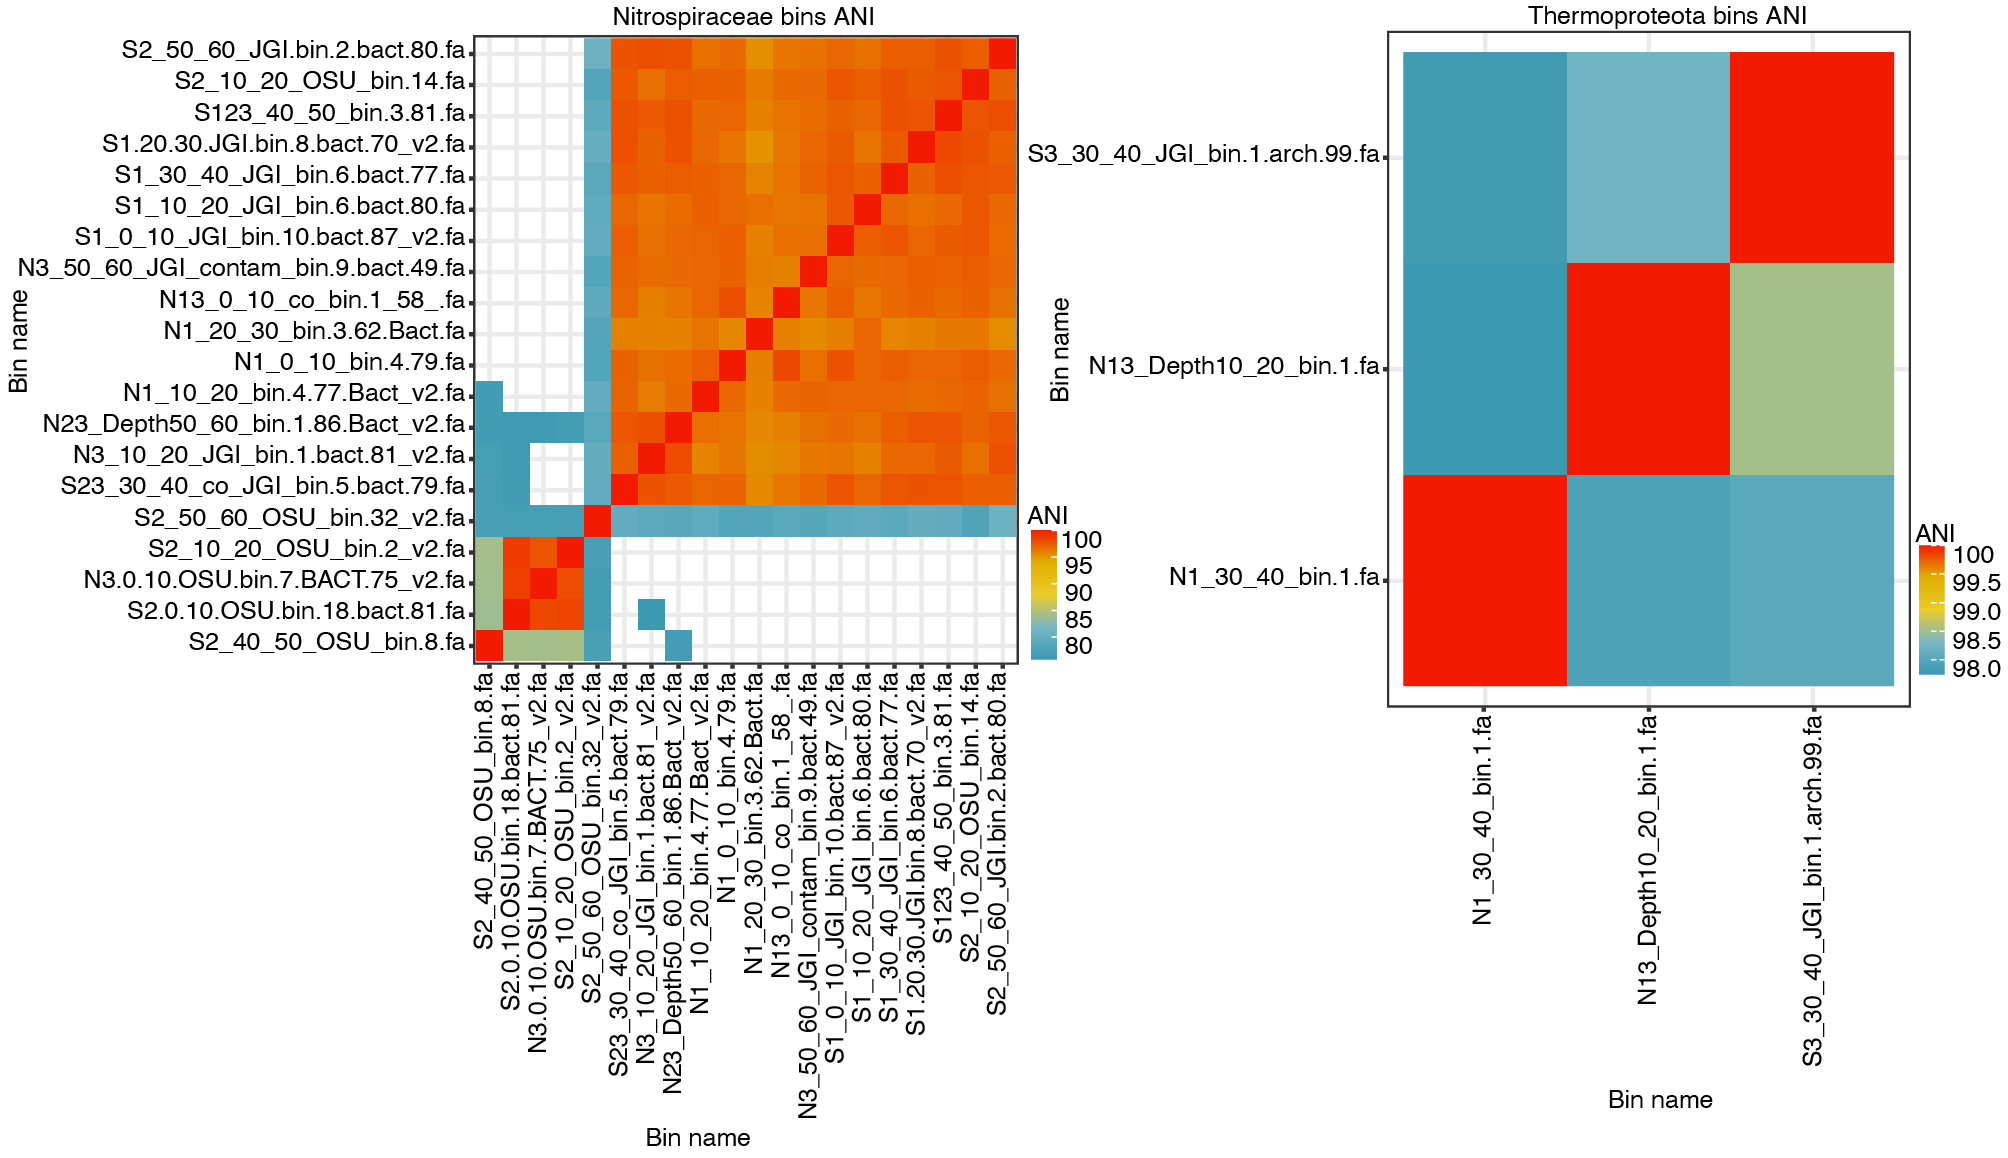 Nitrospiraceae bins ANI
S2_50_60_JGI.bin.2.bact.80.fa
S2_10_20_OSU_bin.14.fa
S123_40_50_bin.3.81.fa
S1.20.30.JGI.bin.8.bact.70_v2.fa
S1_30_40_JGI_bin.6.bact.77.fa
S1_10_20_JGI_bin.6.bact.80.fa
S1_0_10_JGI_bin.10.bact.87_v2.fa
N3_50_60_JGI_contam_bin.9.bact.49.fa
N13_0_10_co_bin.1_58_.fa
N1_20_30_bin.3.62.Bact.fa
N1_0_10_bin.4.79.fa
N1_10_20_bin.4.77.Bact_v2.fa
N23_Depth50_60_bin.1.86.Bact_v2.fa
N3_10_20_JGI_bin.1.bact.81_v2.fa
S23_30_40_co_JGI_bin.5.bact.79.fa
S2_50_60_OSU_bin.32_v2.fa
S2_10_20_OSU_bin.2_v2.fa
N3.0.10.OSU.bin.7.BACT.75_v2.fa
S2.0.10.OSU.bin.18.bact.81.fa
S2_40_50_OSU_bin.8.fa
Bin name
S2_40_50_OSU_bin.8.fa
S2.0.10.OSU.bin.18.bact.81.fa
N3.0.10.OSU.bin.7.BACT.75_v2.fa
S2_10_20_OSU_bin.2_v2.fa
S2_50_60_OSU_bin.32_v2.fa
S23_30_40_co_JGI_bin.5.bact.79.fa
N3_10_20_JGI_bin.1.bact.81_v2.fa
N23_Depth50_60_bin.1.86.Bact_v2.fa
N1_10_20_bin.4.77.Bact_v2.fa
N1_0_10_bin.4.79.fa
N1_20_30_bin.3.62.Bact.fa
N13_0_10_co_bin.1_58_.fa
N3_50_60_JGI_contam_bin.9.bact.49.fa
S1_0_10_JGI_bin.10.bact.87_v2.fa
S1_10_20_JGI_bin.6.bact.80.fa
S1_30_40_JGI_bin.6.bact.77.fa
S1.20.30.JGI.bin.8.bact.70_v2.fa
S123_40_50_bin.3.81.fa
S2_10_20_OSU_bin.14.fa
S2_50_60_JGI.bin.2.bact.80.fa
Bin name
ANI
100
95
90
85
80
Thermoproteota bins ANI
S3_30_40_JGI_bin.1.arch.99.fa
N13_Depth10_20_bin.1.fa
N1_30_40_bin.1.fa
Bin name
N1_30_40_bin.1.fa
N13_Depth10_20_bin.1.fa
S3_30_40_JGI_bin.1.arch.99.fa
Bin name
ANI
100
99.5
99.0
98.5
98.0